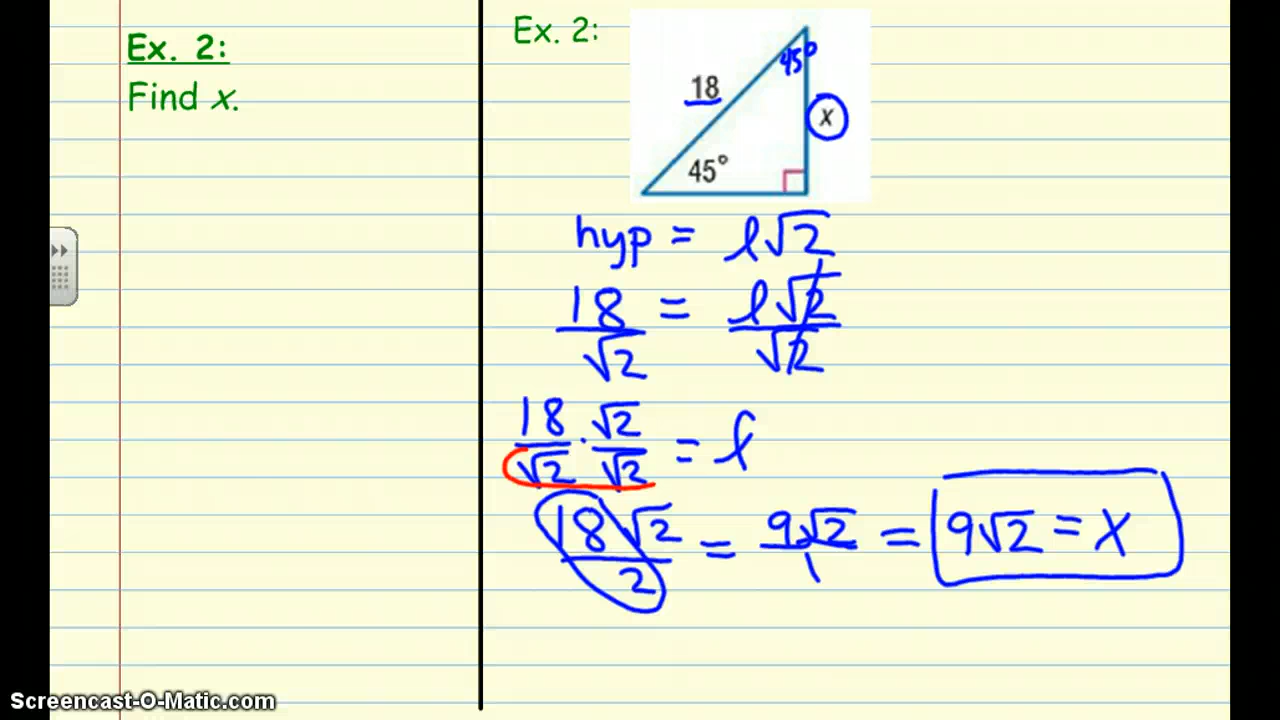 Ex. 2:
Find x.
Ex. 2:
45°
18
x
45°
hyp = l√2
18/√2 = l√2/√2
18/√2 · √2/√2 = l
18√2/2 = 9√2/1 = 9√2 = x
Screencast-O-Matic.com